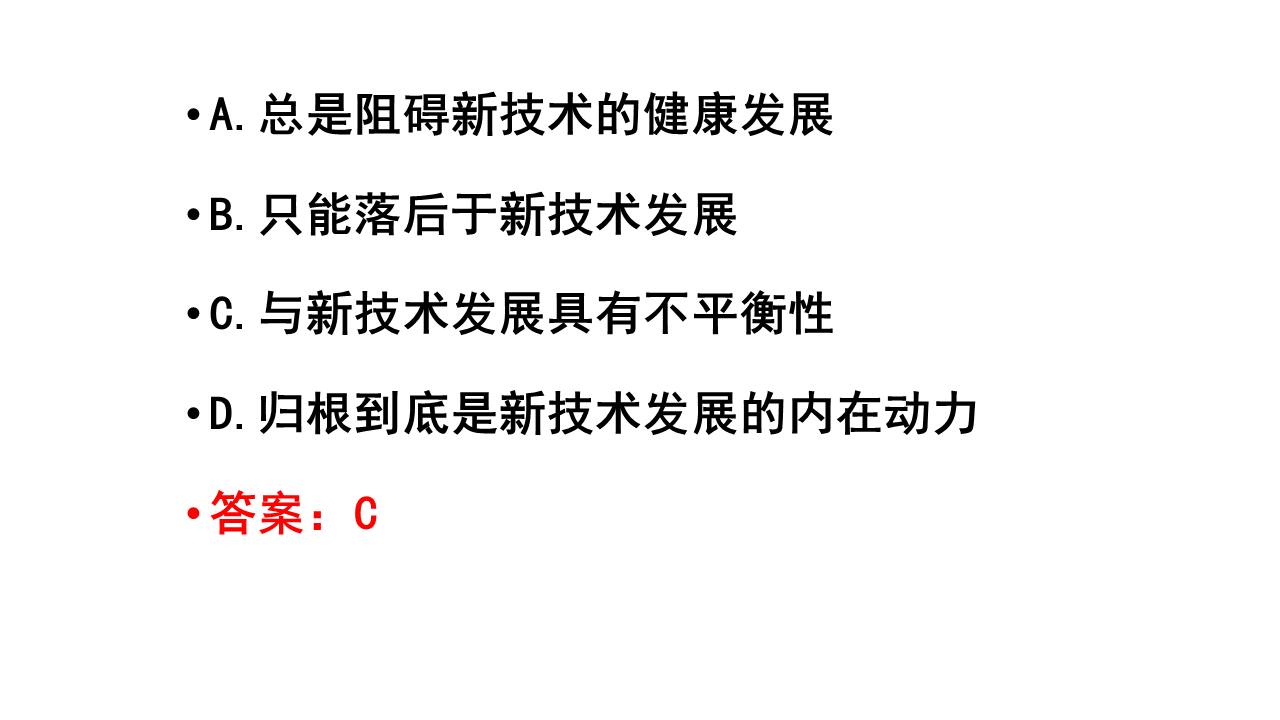 •A.总是阻碍新技术的健康发展
•B.只能落后于新技术发展
•C.与新技术发展具有不平衡性
•D.归根到底是新技术发展的内在动力
•答案：C